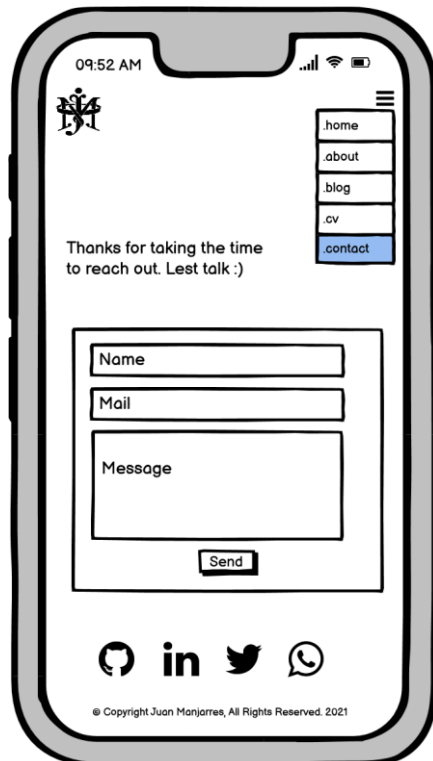 09:52 AM
.home
.about
.blog
.cv
.contact
Thanks for taking the time
to reach out. Lest talk :)
Name
Mail
Message
Send
in
© Copyright Juan Manjarres, All Rights Reserved. 2021